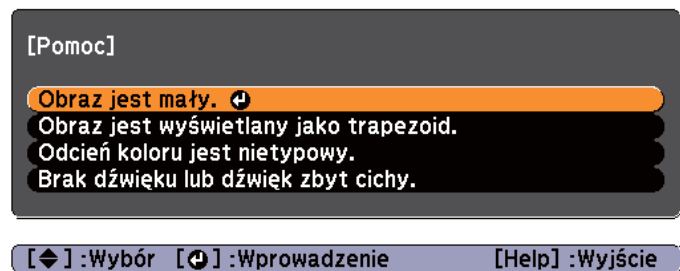 [Pomoc]
Obraz jest mały.
Obraz jest wyświetlany jako trapezoid.
Odcień koloru jest nietypowy.
Brak dźwięku lub dźwięk zbyt cichy.
[◆] :Wybór [⏎] :Wprowadzenie [Help] :Wyjście